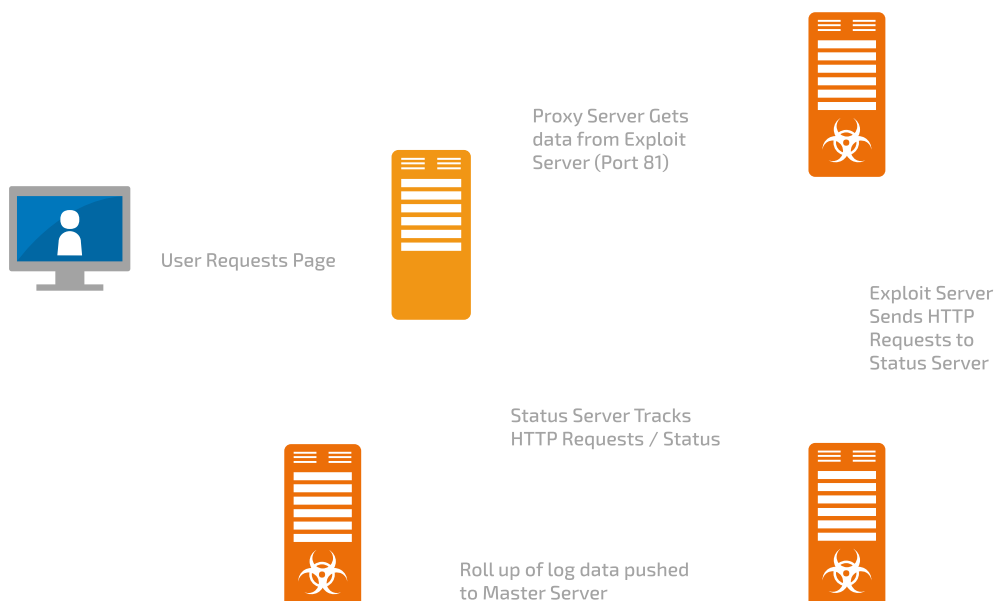 Proxy Server Gets
data from Exploit
Server (Port 81)
User Requests Page
Exploit Server
Sends HTTP
Requests to
Status Server
Status Server Tracks
HTTP Requests / Status
Roll up of log data pushed
to Master Server